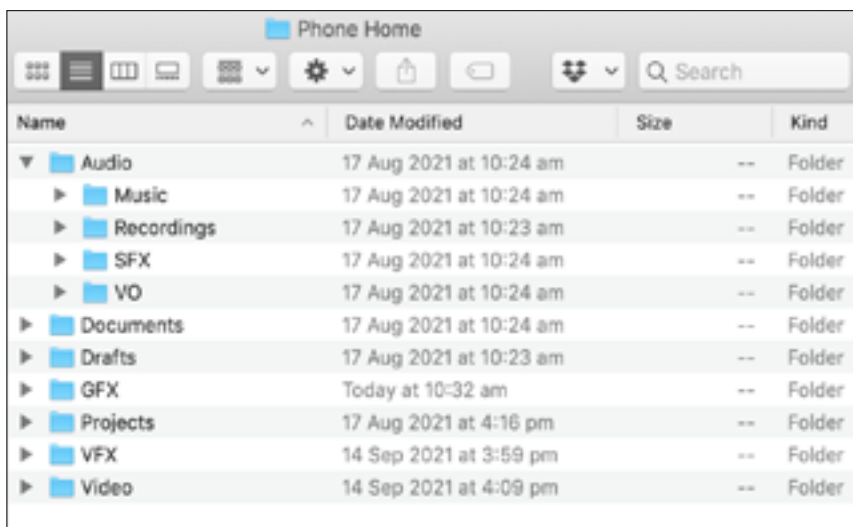 Phone Home
Search
Name Date Modified Size Kind
Audio 17 Aug 2021 at 10:24 am -- Folder
Music 17 Aug 2021 at 10:24 am -- Folder
Recordings 17 Aug 2021 at 10:23 am -- Folder
SFX 17 Aug 2021 at 10:24 am -- Folder
VO 17 Aug 2021 at 10:24 am -- Folder
Documents 17 Aug 2021 at 10:24 am -- Folder
Drafts 17 Aug 2021 at 10:23 am -- Folder
GFX Today at 10:32 am -- Folder
Projects 17 Aug 2021 at 4:16 pm -- Folder
VFX 14 Sep 2021 at 3:59 pm -- Folder
Video 14 Sep 2021 at 4:09 pm -- Folder